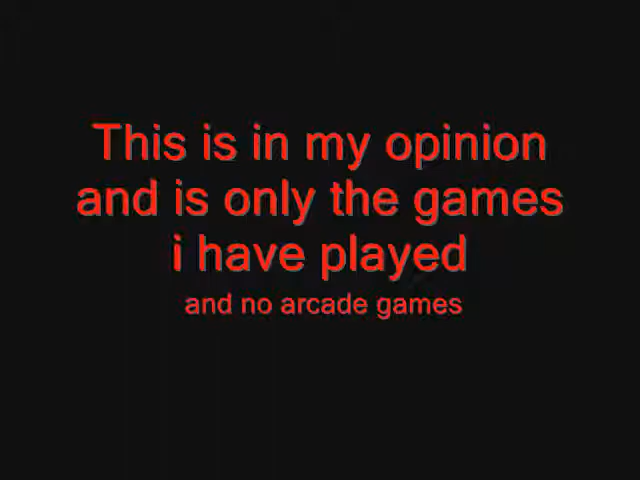 This is in my opinion
and is only the games
i have played
and no arcade games